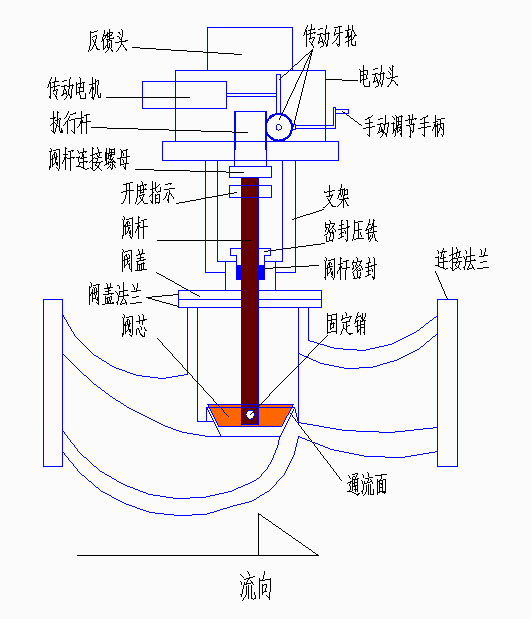 反馈头
传动牙轮
传动电机
电动头
执行杆
手动调节手柄
阀杆连接螺母
开度指示
支架
阀杆
密封压铁
阀盖
阀杆密封
连接法兰
阀盖法兰
阀芯
固定销
通流面
流向